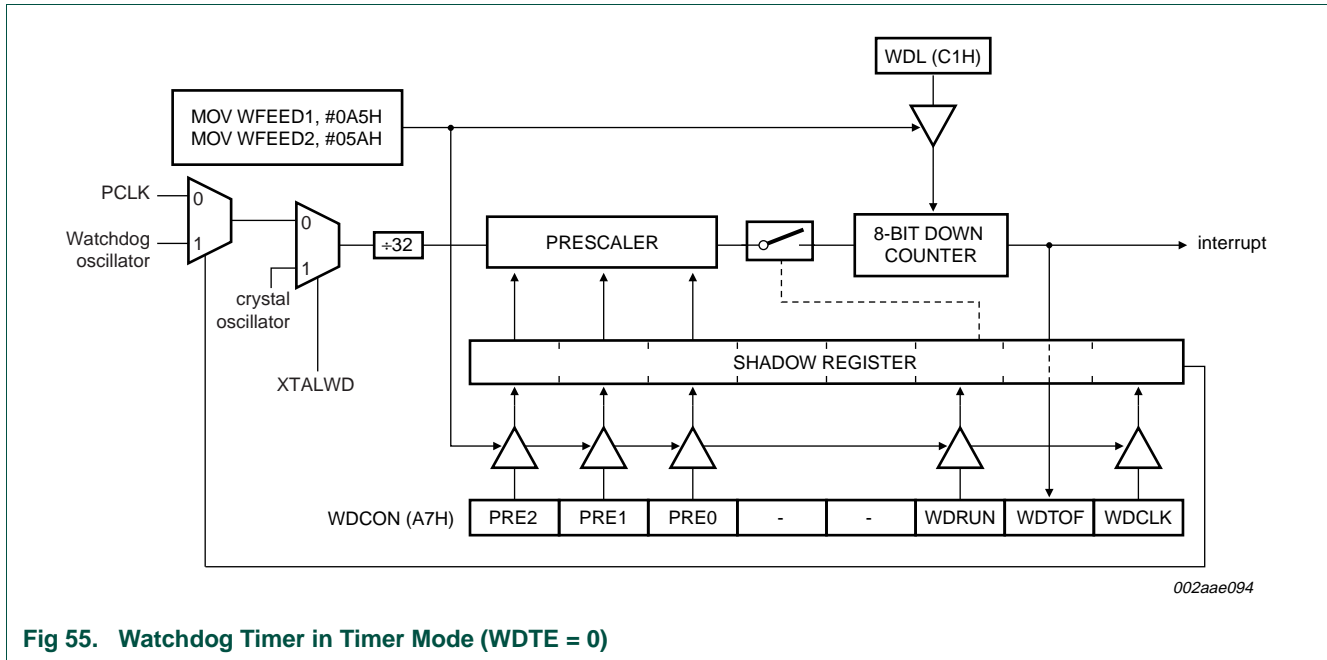 WDL (C1H)
MOV WFEED1, #0A5H
MOV WFEED2, #05AH
PCLK
0
1
Watchdog
oscillator
0
1
crystal
oscillator
XTALWD
÷32
PRESCALER
8-BIT DOWN
COUNTER
interrupt
SHADOW REGISTER
WDCON (A7H)
PRE2
PRE1
PRE0
-
-
WDRUN
WDTOF
WDCLK
002aae094
Fig 55. Watchdog Timer in Timer Mode (WDTE = 0)